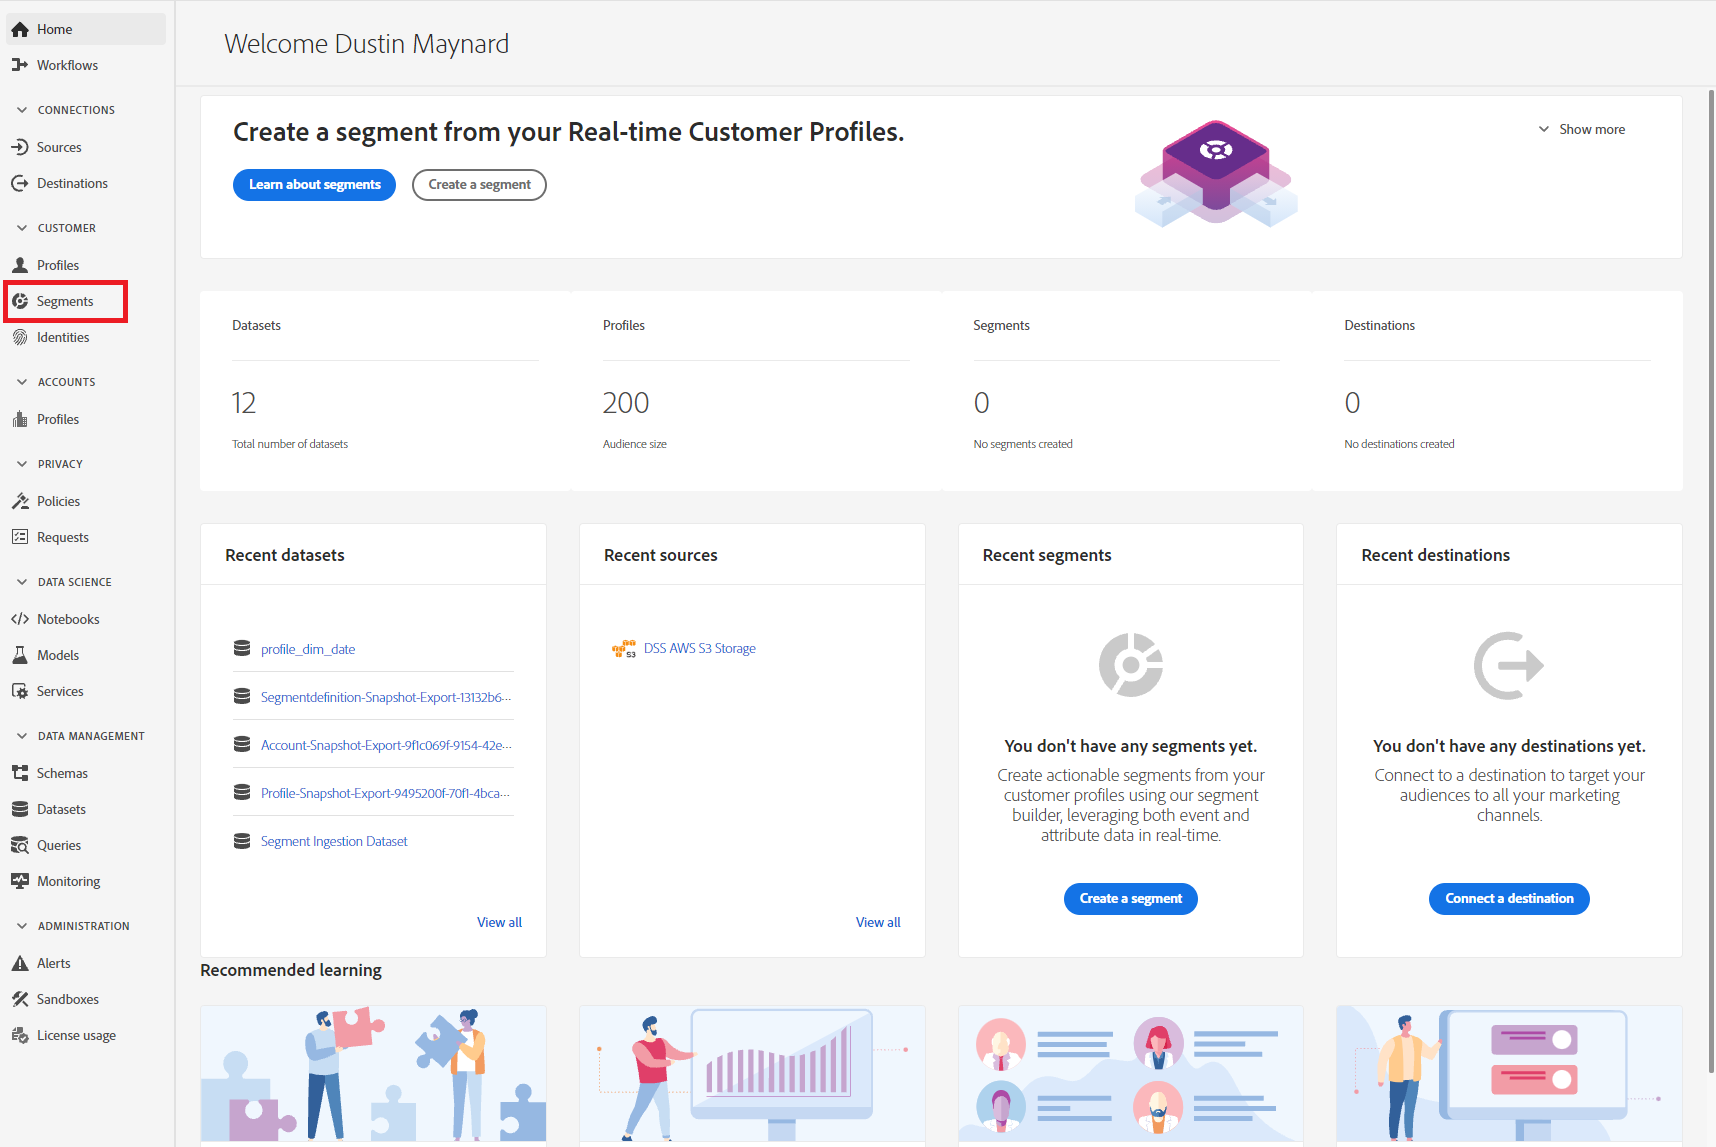 Home
Workflows
CONNECTIONS
Sources
Destinations
CUSTOMER
Profiles
Segments
Identities
ACCOUNTS
Profiles
PRIVACY
Policies
Requests
DATA SCIENCE
Notebooks
Models
Services
DATA MANAGEMENT
Schemas
Datasets
Queries
Monitoring
ADMINISTRATION
Alerts
Sandboxes
License usage
Welcome Dustin Maynard
Create a segment from your Real-time Customer Profiles.
Show more
Learn about segments
Create a segment
Datasets
12
Total number of datasets
Profiles
200
Audience size
Segments
0
No segments created
Destinations
0
No destinations created
Recent datasets
profile_dim_date
Segmentdefinition-Snapshot-Export-13132b6...
Account-Snapshot-Export-9f1c069f-9154-42e...
Profile-Snapshot-Export-9495200f-70f1-4bca...
Segment Ingestion Dataset
View all
Recent sources
S3
DSS AWS S3 Storage
View all
Recent segments
You don't have any segments yet.
Create actionable segments from your
customer profiles using our segment
builder, leveraging both event and
attribute data in real-time.
Create a segment
Recent destinations
You don't have any destinations yet.
Connect to a destination to target your
audiences to all your marketing
channels.
Connect a destination
Recommended learning